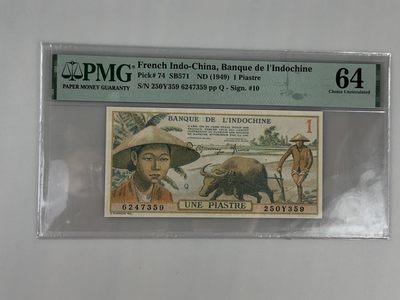 PMG
PAPER MONEY GUARANTY
French Indo-China, Banque de l'Indochine
Pick# 74 SB571 ND (1949) 1 Piastre
S/N 250Y359 6247359 pp Q - Sign. #10
64
Choice Uncirculated
BANQUE DE L'INDOCHINE
1
Q
6247359
UNE PIASTRE
250Y359